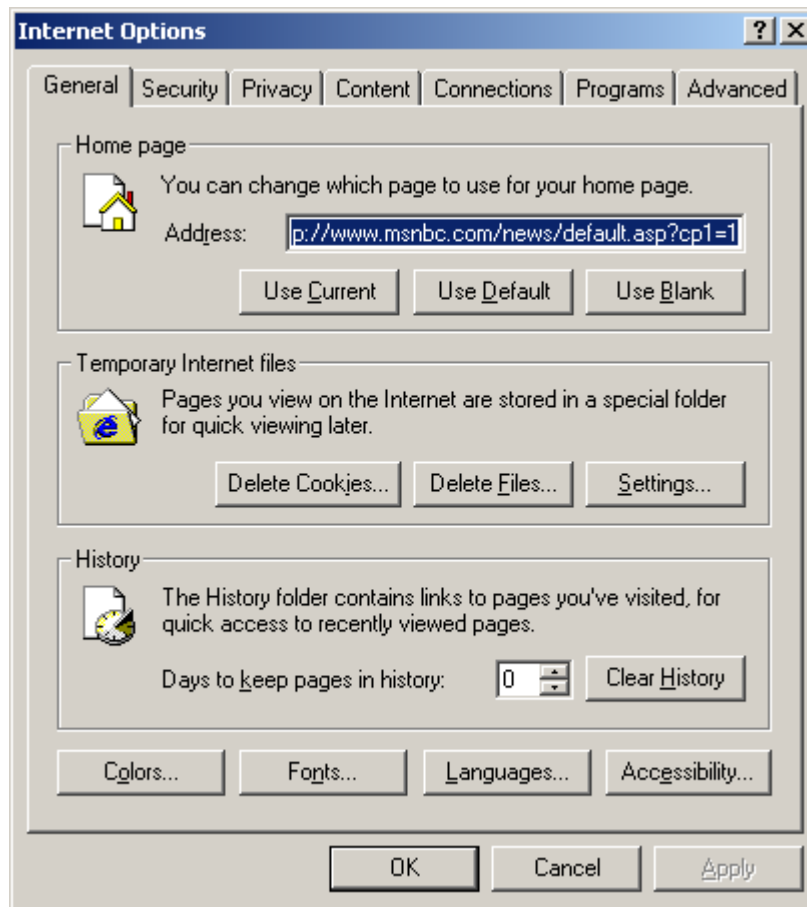 Internet Options
General Security Privacy Content Connections Programs Advanced
Home page
You can change which page to use for your home page.
Address: p://www.msnbc.com/news/default.asp?cp1=1
Use Current Use Default Use Blank
Temporary Internet files
Pages you view on the Internet are stored in a special folder
for quick viewing later.
Delete Cookies... Delete Files... Settings...
History
The History folder contains links to pages you've visited, for
quick access to recently viewed pages.
Days to keep pages in history: 0 Clear History
Colors... Fonts... Languages... Accessibility...
OK Cancel Apply